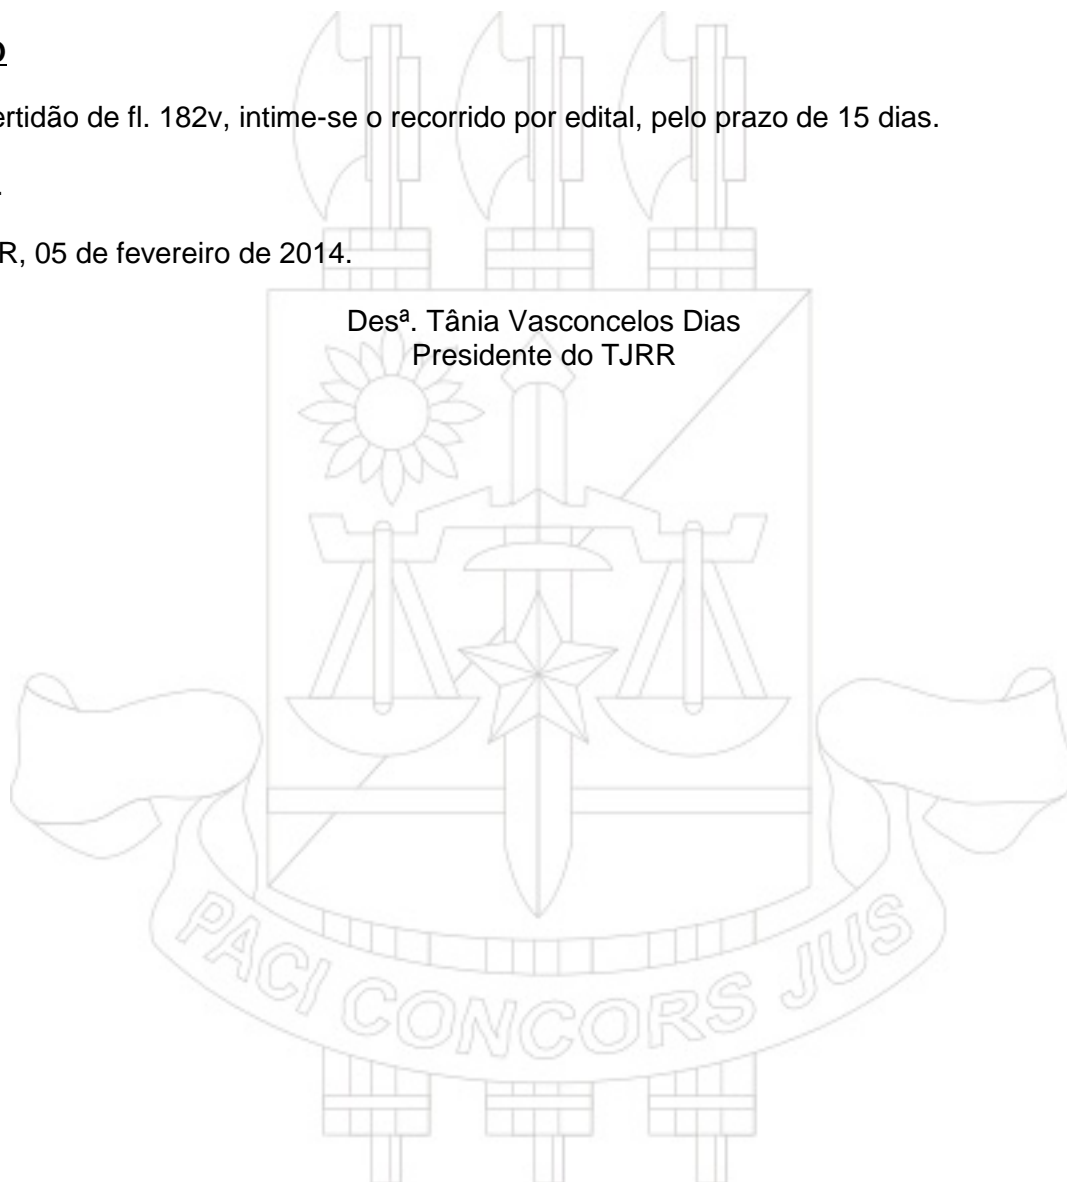 O
ertidão de fl. 182v, intime-se o recorrido por edital, pelo prazo de 15 dias.
.
R, 05 de fevereiro de 2014.
Desª. Tânia Vasconcelos Dias
Presidente do TJRR
PACI CONCORS JUS